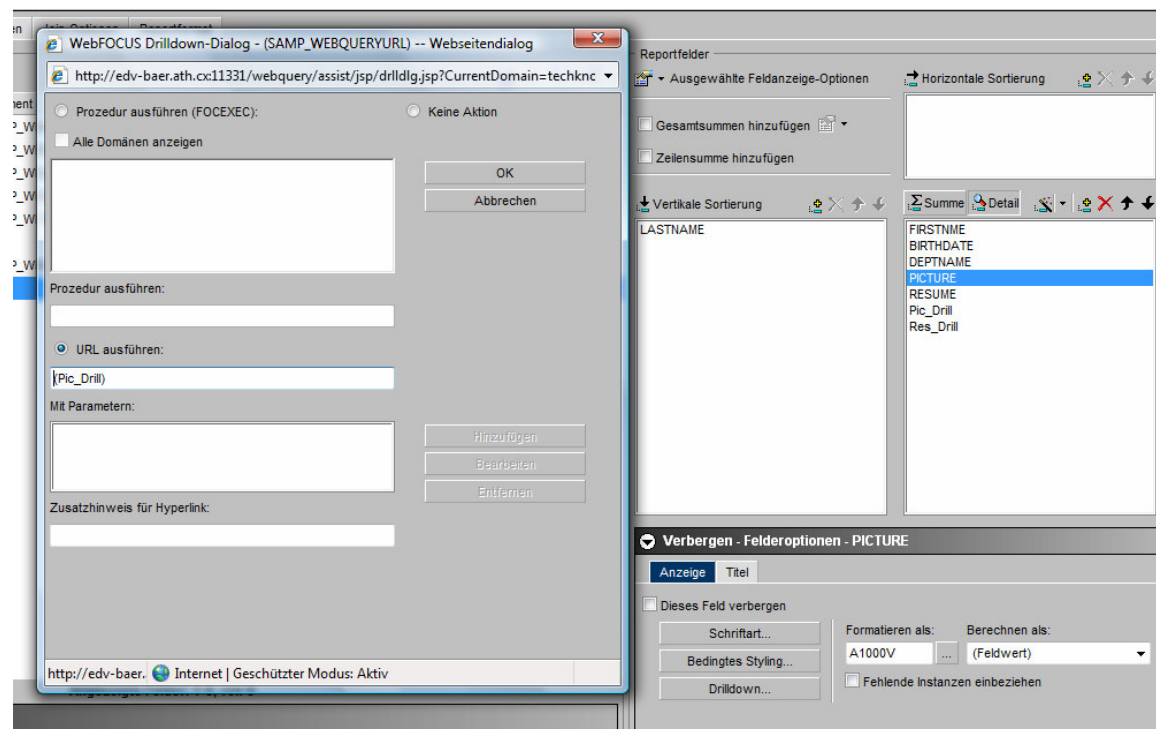 WebFOCUS Drilldown-Dialog - (SAMP_WEBQUERYURL) -- Webseitendialog
http://edv-baer.ath.cx:11331/webquery/assist/jsp/drlldlg.jsp?CurrentDomain=techknc
Prozedur ausführen (FOCEXEC):
Keine Aktion
Alle Domänen anzeigen
OK
Abbrechen
Prozedur ausführen:
URL ausführen:
(Pic_Drill)
Mit Parametern:
Hinzufügen
Bearbeiten
Entfernen
Zusatzhinweis für Hyperlink:
http://edv-baer. Internet | Geschützter Modus: Aktiv
Reportfelder
Ausgewählte Feldanzeige-Optionen
Horizontale Sortierung
Gesamtsummen hinzufügen
Zeilensumme hinzufügen
Vertikale Sortierung
Summe Detail
LASTNAME
FIRSTNME
BIRTHDATE
DEPTNAME
PICTURE
RESUME
Pic_Drill
Res_Drill
Verbergen - Felderoptionen - PICTURE
Anzeige Titel
Dieses Feld verbergen
Schriftart...
Bedingtes Styling...
Drilldown...
Formatieren als:
Berechnen als:
A1000V
...
(Feldwert)
Fehlende Instanzen einbeziehen